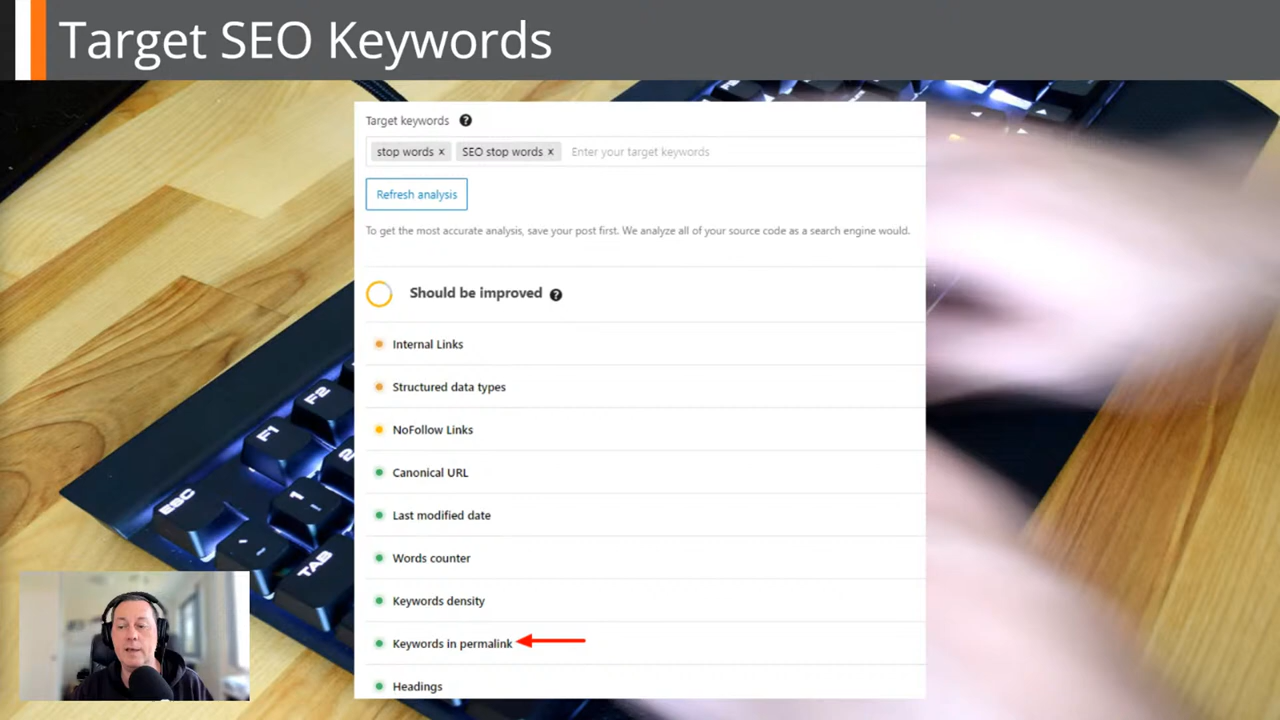 Target SEO Keywords
Target keywords ?
stop words × SEO stop words × Enter your target keywords
Refresh analysis
To get the most accurate analysis, save your post first. We analyze all of your source code as a search engine would.
Should be improved ?
Internal Links
Structured data types
NoFollow Links
Canonical URL
Last modified date
Words counter
Keywords density
Keywords in permalink
Headings
F2
F1
2
ESC
1
TAB